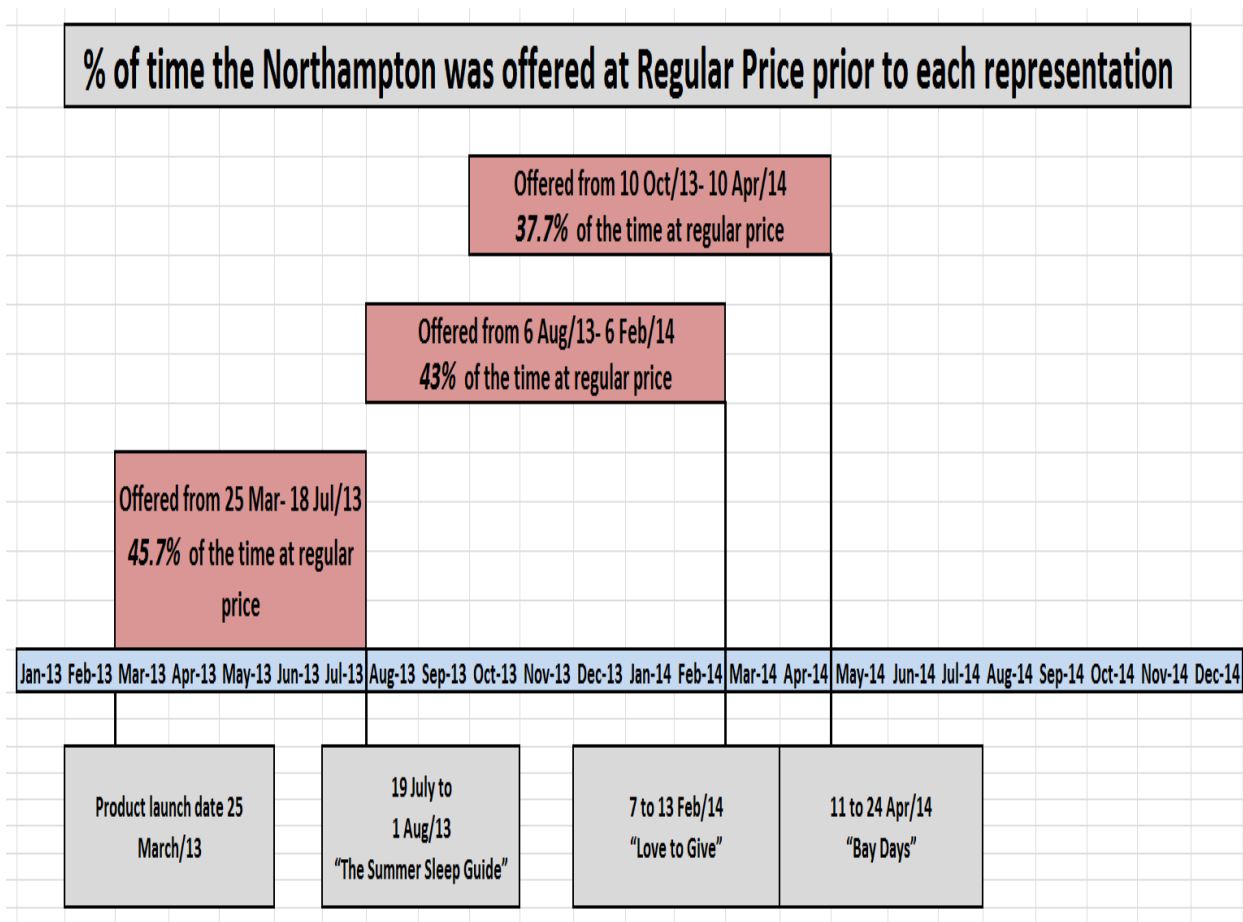 % of time the Northampton was offered at Regular Price prior to each representation
Offered from 10 Oct/13- 10 Apr/14
37.7% of the time at regular price
Offered from 6 Aug/13- 6 Feb/14
43% of the time at regular price
Offered from 25 Mar- 18 Jul/13
45.7% of the time at regular
price
Jan-13 Feb-13 Mar-13 Apr-13 May-13 Jun-13 Jul-13 Aug-13 Sep-13 Oct-13 Nov-13 Dec-13 Jan-14 Feb-14 Mar-14 Apr-14 May-14 Jun-14 Jul-14 Aug-14 Sep-14 Oct-14 Nov-14 Dec-14
Product launch date 25
March/13
19 July to
1 Aug/13
“The Summer Sleep Guide”
7 to 13 Feb/14
“Love to Give”
11 to 24 Apr/14
“Bay Days”